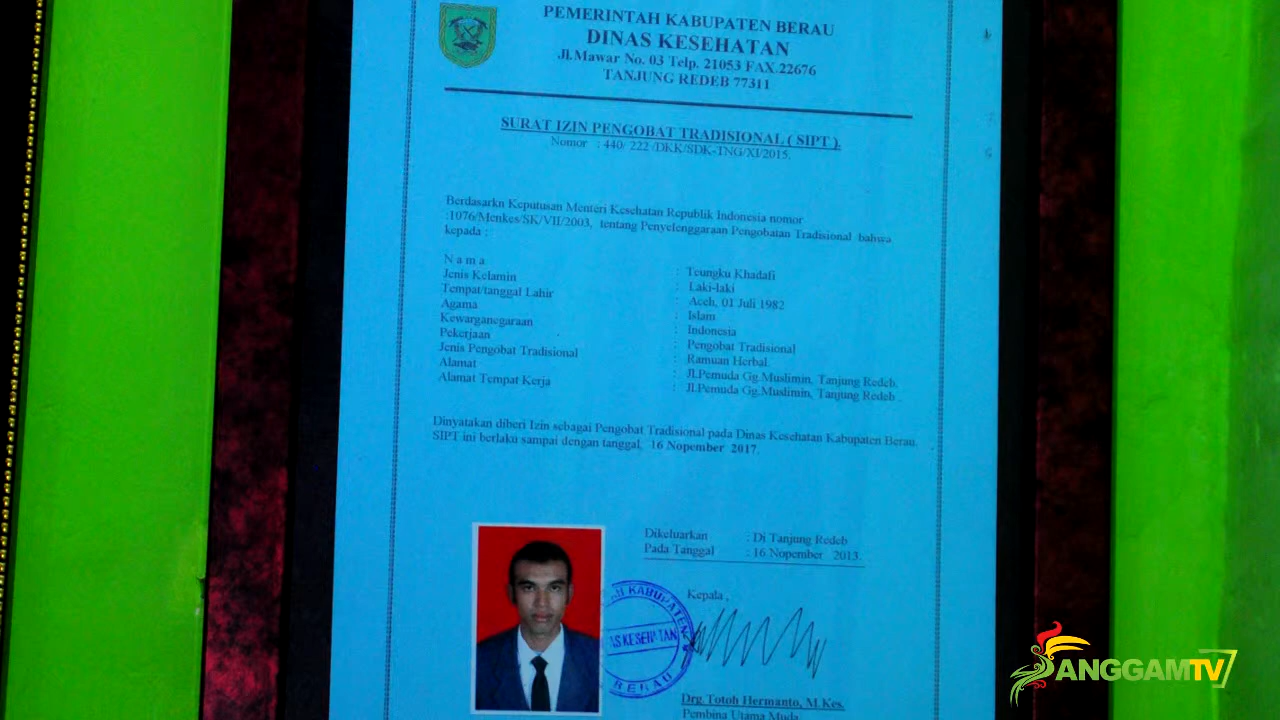 PEMERINTAH KABUPATEN BERAU
DINAS KESEHATAN
Jl.Mawar No. 03 Telp. 21053 FAX.22676
TANJUNG REDEB 77311
SURAT IZIN PENGOBAT TRADISIONAL ( SIPT ).
Nomor : 440/ 222 /DKK/SDK-TNG/XI/2015.
Berdasarkn Keputusan Menteri Kesehatan Republik Indonesia nomor
:1076/Menkes/SK/VII/2003, tentang Penyelenggaraan Pengobatan Tradisional bahwa
kepada :
N a m a : Teungku Khadafi
Jenis Kelamin : Laki-laki
Tempat/tanggal Lahir : Aceh, 01 Juli 1982
Agama : Islam
Kewarganegaraan : Indonesia
Pekerjaan : Pengobat Tradisional
Jenis Pengobat Tradisional : Ramuan Herbal.
Alamat : Jl.Pemuda Gg.Muslimin, Tanjung Redeb.
Alamat Tempat Kerja : Jl.Pemuda Gg.Muslimin, Tanjung Redeb .
Dinyatakan diberi Izin sebagai Pengobat Tradisional pada Dinas Kesehatan Kabupaten Berau.
SIPT ini berlaku sampai dengan tanggal, 16 Nopember 2017.
Dikeluarkan : Di Tanjung Redeb
Pada Tanggal : 16 Nopember 2013.
Kepala ,
KABUPATEN
AS KESEHATAN
BERAU
Drg.Totoh Hermanto, M.Kes.
Pembina Utama Muda
ANGGAMTV